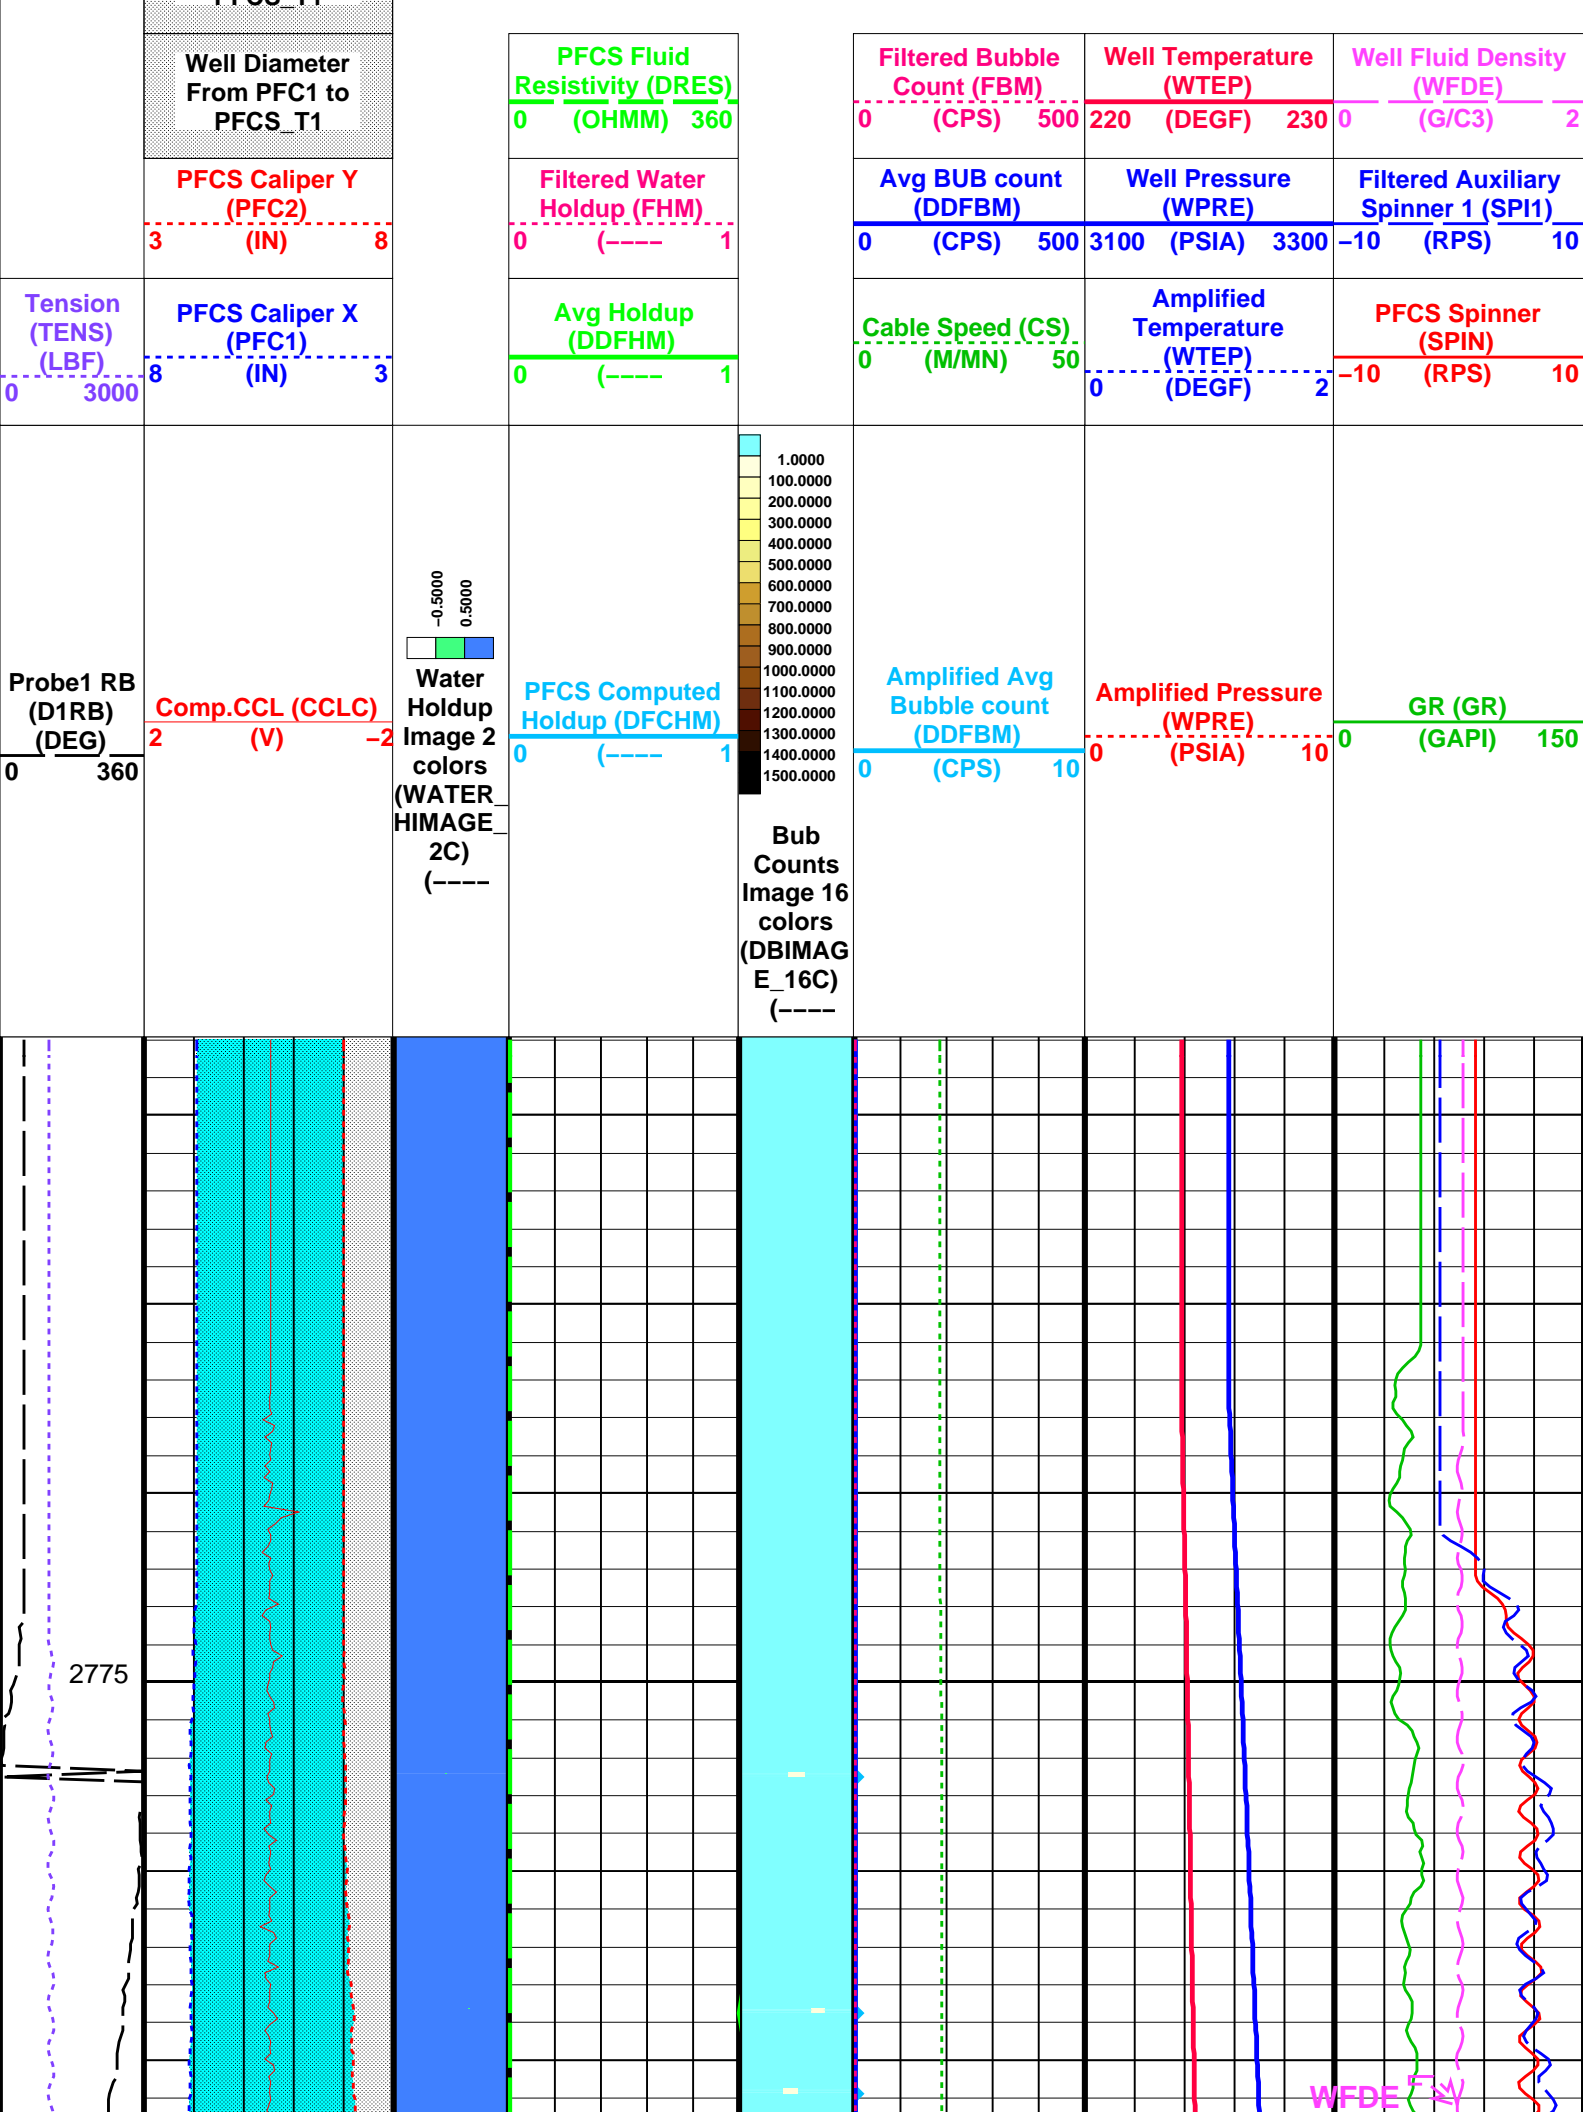 PFCS_T1
Well Diameter
From PFC1 to
PFCS_T1
PFCS Fluid
Resistivity (DRES)
0 (OHMM) 360
Filtered Bubble
Count (FBM)
0 (CPS) 500
Well Temperature
(WTEP)
220 (DEGF) 230
Well Fluid Density
(WFDE)
0 (G/C3) 2
PFCS Caliper Y
(PFC2)
3 (IN) 8
Filtered Water
Holdup (FHM)
0 (---- 1
Avg BUB count
(DDFBM)
0 (CPS) 500
Well Pressure
(WPRE)
3100 (PSIA) 3300
Filtered Auxiliary
Spinner 1 (SPI1)
-10 (RPS) 10
Tension
(TENS)
(LBF)
0 3000
PFCS Caliper X
(PFC1)
8 (IN) 3
Avg Holdup
(DDFHM)
0 (---- 1
Cable Speed (CS)
0 (M/MN) 50
Amplified
Temperature
(WTEP)
0 (DEGF) 2
PFCS Spinner
(SPIN)
-10 (RPS) 10
Probe1 RB
(D1RB)
(DEG)
0 360
Comp.CCL (CCLC)
2 (V) -2
-0.5000
0.5000
Water
Holdup
Image 2
colors
(WATER_
HIMAGE_
2C)
(----
PFCS Computed
Holdup (DFCHM)
0 (---- 1
1.0000
100.0000
200.0000
300.0000
400.0000
500.0000
600.0000
700.0000
800.0000
900.0000
1000.0000
1100.0000
1200.0000
1300.0000
1400.0000
1500.0000
Bub
Counts
Image 16
colors
(DBIMAG
E_16C)
(----
Amplified Avg
Bubble count
(DDFBM)
0 (CPS) 10
Amplified Pressure
(WPRE)
0 (PSIA) 10
GR (GR)
0 (GAPI) 150
2775
WFDE